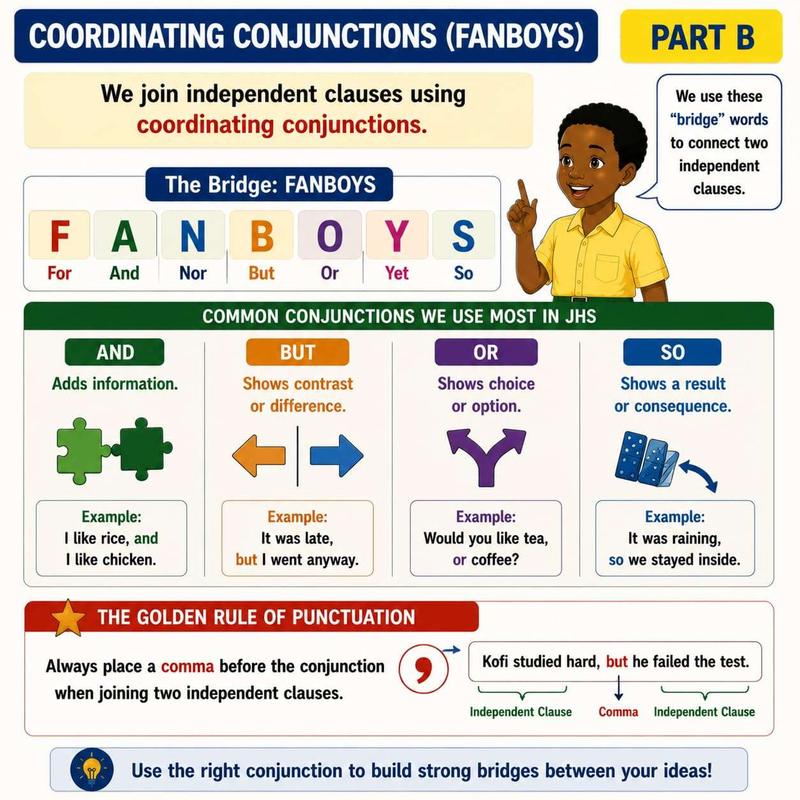 COORDINATING CONJUNCTIONS (FANBOYS)
PART B
We join independent clauses using
coordinating conjunctions.
We use these
“bridge” words
to connect two
independent
clauses.
The Bridge: FANBOYS
F A N B O Y S
For And Nor But Or Yet So
COMMON CONJUNCTIONS WE USE MOST IN JHS
AND
Adds information.
Example:
I like rice, and
I like chicken.
BUT
Shows contrast
or difference.
Example:
It was late,
but I went anyway.
OR
Shows choice
or option.
Example:
Would you like tea,
or coffee?
SO
Shows a result
or consequence.
Example:
It was raining,
so we stayed inside.
THE GOLDEN RULE OF PUNCTUATION
Always place a comma before the conjunction
when joining two independent clauses.
,
Kofi studied hard, but he failed the test.
Independent Clause Comma Independent Clause
Use the right conjunction to build strong bridges between your ideas!